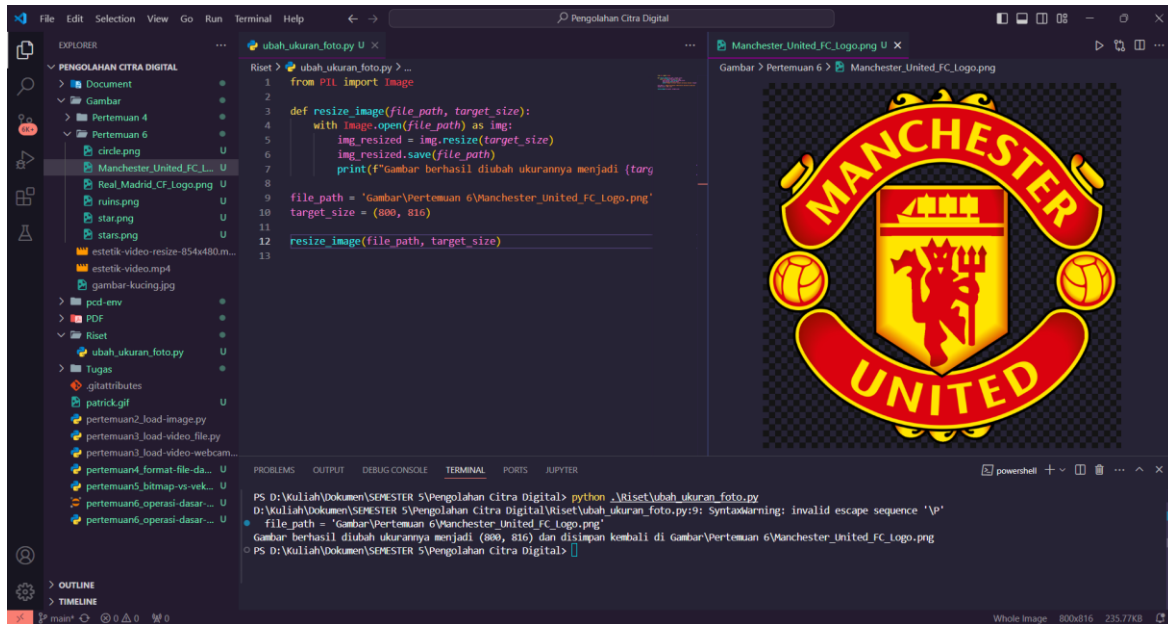 File Edit Selection View Go Run Terminal Help
Pengolahan Citra Digital
EXPLORER
PENGOLAHAN CITRA DIGITAL
Document
Gambar
Pertemuan 4
Pertemuan 6
circle.png U
Manchester_United_FC_L... U
Real_Madrid_CF_Logo.png U
ruins.png U
star.png U
stars.png U
estetik-video-resize-854x480.m...
estetik-video.mp4
gambar-kucing.jpg
pcd-env
PDF
Riset
ubah_ukuran_foto.py U
Tugas
.gitattributes
patrick.gif U
pertemuan2_load-image.py
pertemuan3_load-video_file.py
pertemuan3_load-video-webcam...
pertemuan4_format-file-da... U
pertemuan5_bitmap-vs-vek... U
pertemuan6_operasi-dasar-... U
pertemuan6_operasi-dasar-... U
OUTLINE
TIMELINE
6K+
ubah_ukuran_foto.py U
Riset > ubah_ukuran_foto.py > ...
1 from PIL import Image
2
3 def resize_image(file_path, target_size):
4 with Image.open(file_path) as img:
5 img_resized = img.resize(target_size)
6 img_resized.save(file_path)
7 print(f"Gambar berhasil diubah ukurannya menjadi {targ
8
9 file_path = 'Gambar\Pertemuan 6\Manchester_United_FC_Logo.png'
10 target_size = (800, 816)
11
12 resize_image(file_path, target_size)
13
Manchester_United_FC_Logo.png U
Gambar > Pertemuan 6 > Manchester_United_FC_Logo.png
MANCHESTER
UNITED
PROBLEMS OUTPUT DEBUG CONSOLE TERMINAL PORTS JUPYTER
powershell
PS D:\Kuliah\Dokumen\SEMESTER 5\Pengolahan Citra Digital> python .\Riset\ubah_ukuran_foto.py
D:\Kuliah\Dokumen\SEMESTER 5\Pengolahan Citra Digital\Riset\ubah_ukuran_foto.py:9: SyntaxWarning: invalid escape sequence '\P'
file_path = 'Gambar\Pertemuan 6\Manchester_United_FC_Logo.png'
Gambar berhasil diubah ukurannya menjadi (800, 816) dan disimpan kembali di Gambar\Pertemuan 6\Manchester_United_FC_Logo.png
PS D:\Kuliah\Dokumen\SEMESTER 5\Pengolahan Citra Digital>
main* 0 0 0
Whole Image 800x816 235.77KB